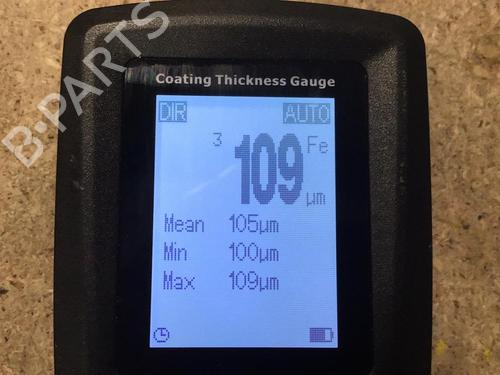 B-PARTS
Coating Thickness Gauge
DIR AUTO
3 109 Fe
µm
Mean 105µm
Min 100µm
Max 109µm